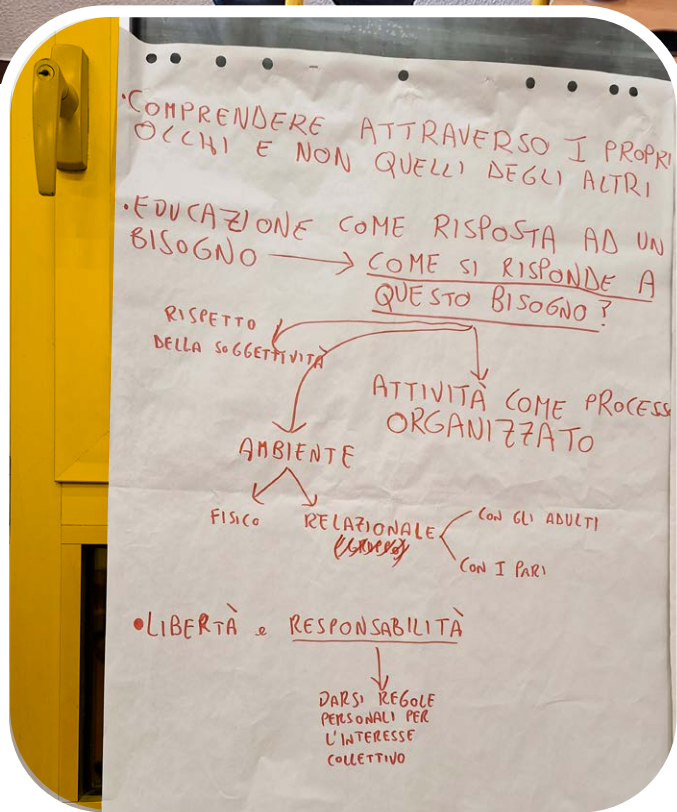 •COMPRENDERE ATTRAVERSO I PROPRI
OCCHI E NON QUELLI DEGLI ALTRI
•EDUCAZIONE COME RISPOSTA AD UN
BISOGNO → COME SI RISPONDE A
QUESTO BISOGNO?
RISPETTO
DELLA SOGGETTIVITÀ
ATTIVITÀ COME PROCESS
ORGANIZZATO
AMBIENTE
FISICO
RELAZIONALE
CON GLI ADULTI
CON I PARI
•LIBERTÀ e RESPONSABILITÀ
DARSI REGOLE
PERSONALI PER
L'INTERESSE
COLLETTIVO